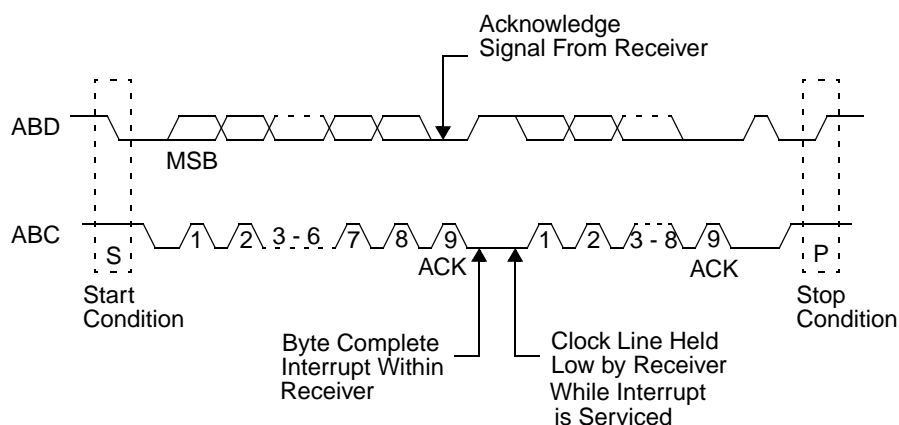 Acknowledge
Signal From Receiver
ABD
MSB
ABC
S
1
2
3 - 6
7
8
9
1
2
3 - 8
9
P
ACK
ACK
Start
Condition
Stop
Condition
Byte Complete
Interrupt Within
Receiver
Clock Line Held
Low by Receiver
While Interrupt
is Serviced